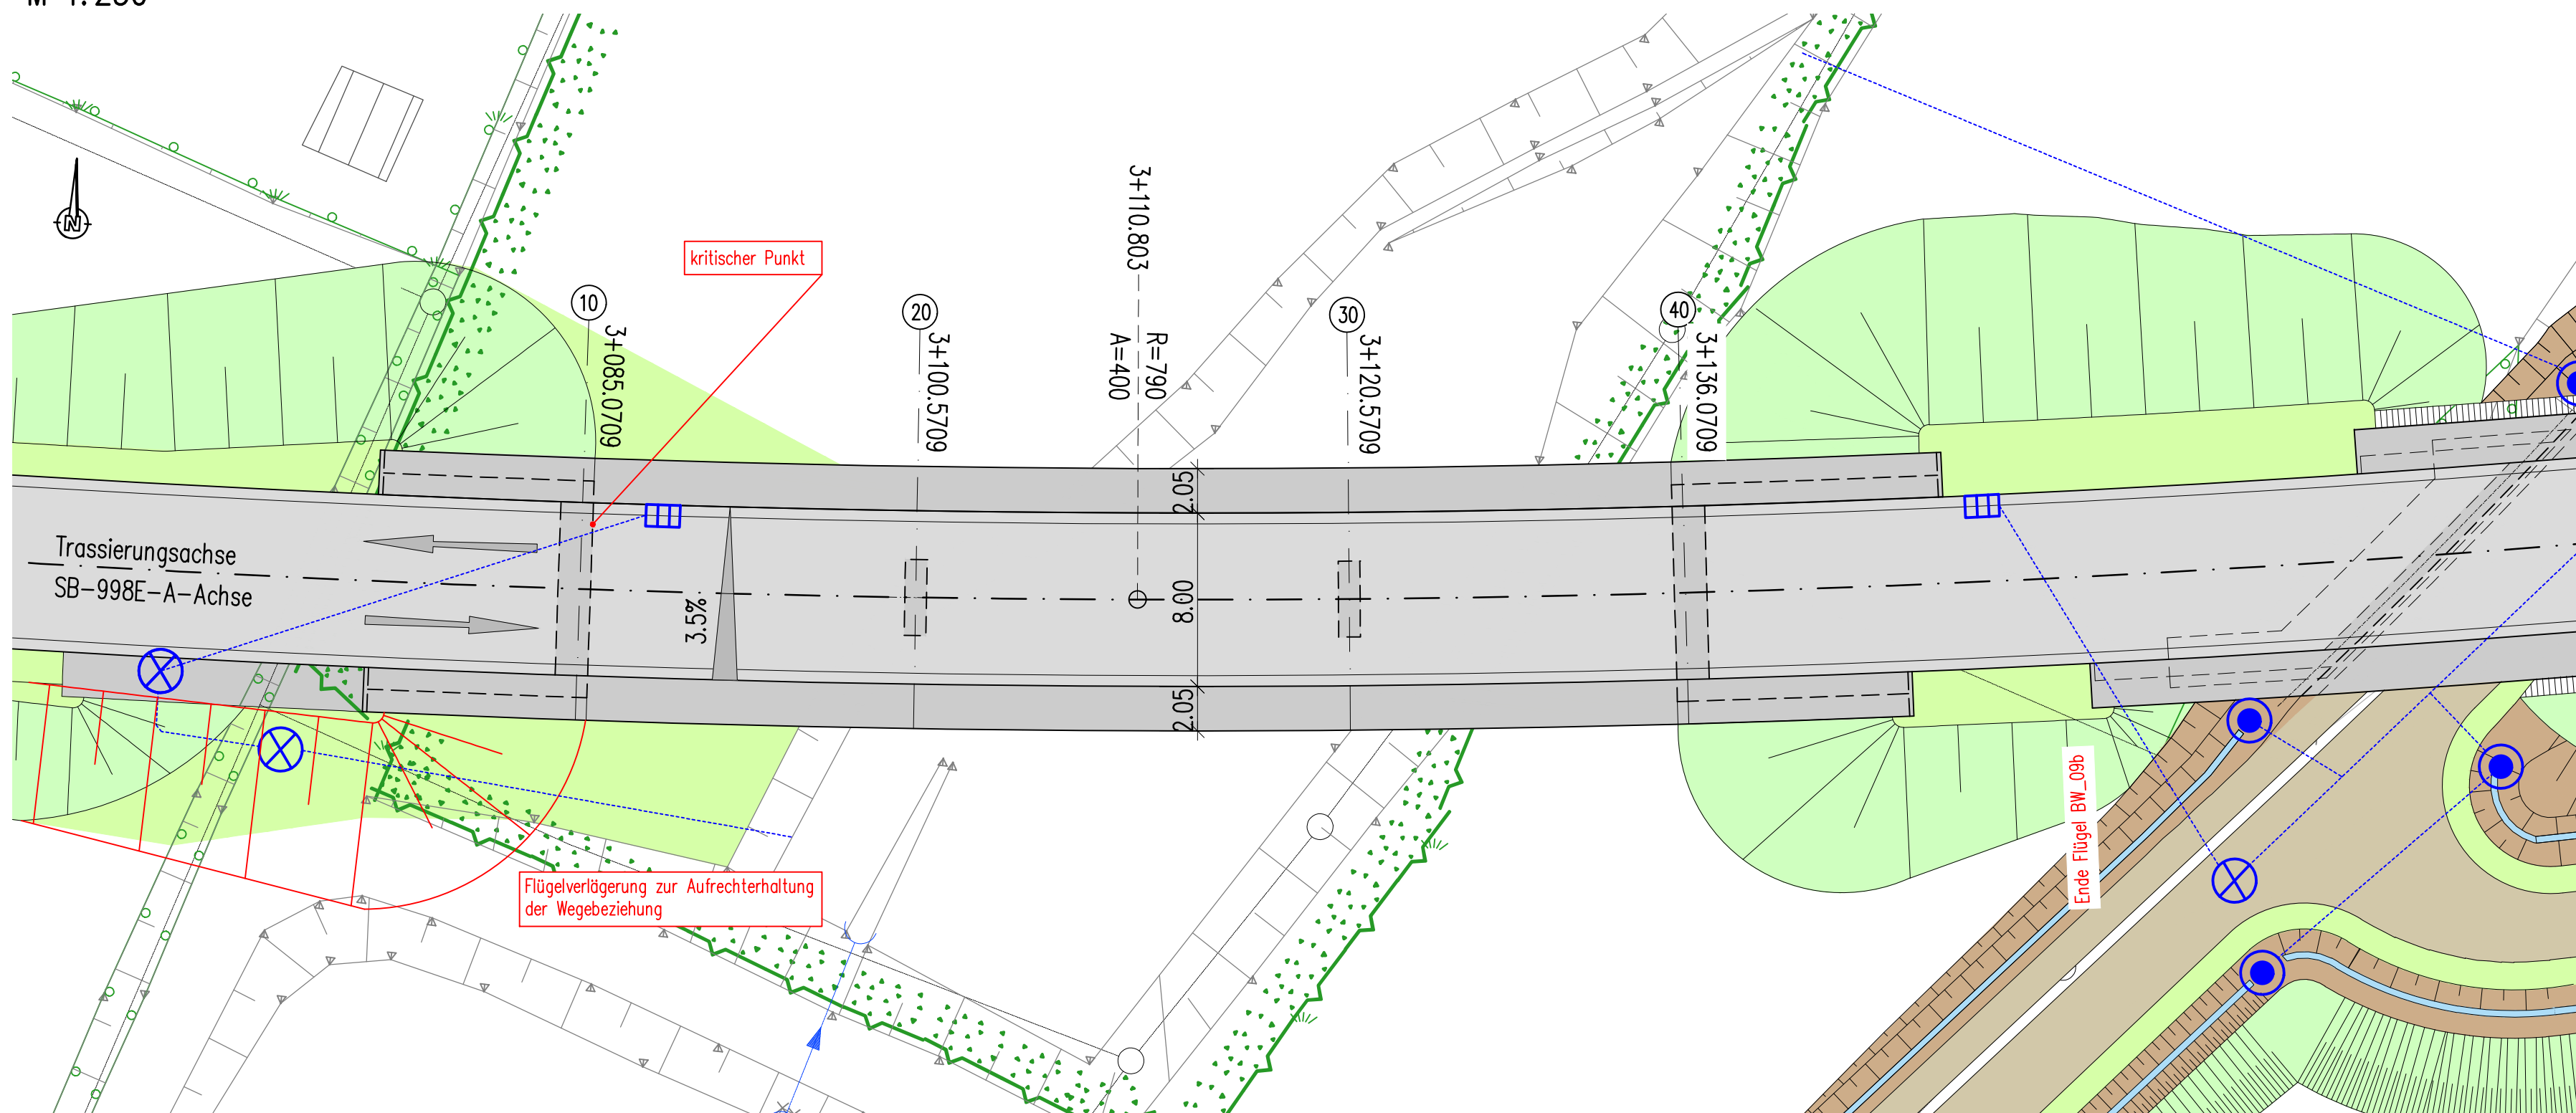 N
kritischer Punkt
10
3+085.0709
20
3+100.5709
3+110.803
R=790
A=400
30
3+120.5709
40
3+136.0709
2.05
8.00
2.05
3.5%
Trassierungsachse
SB-998E-A-Achse
Flügelverlägerung zur Aufrechterhaltung
der Wegebeziehung
Ende Flügel BW_09b